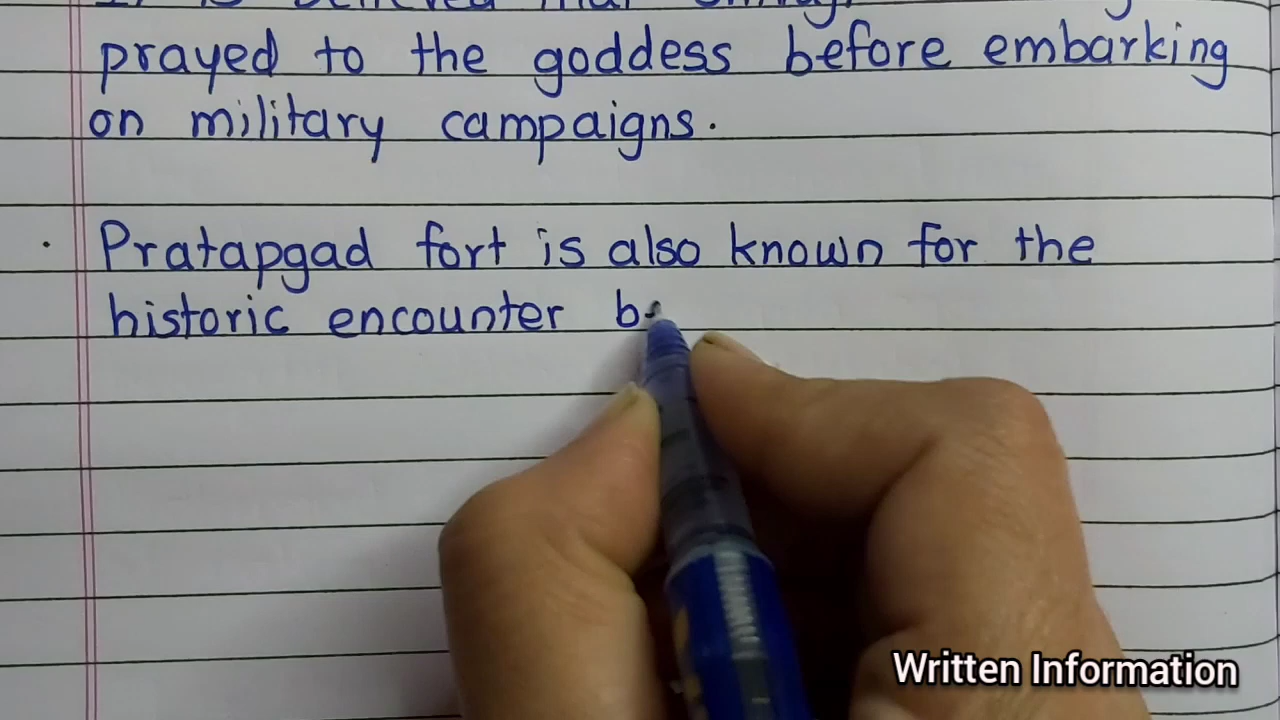 prayed to the goddess before embarking
on military campaigns.
· Pratapgad fort is also known for the
historic encounter b
Written Information